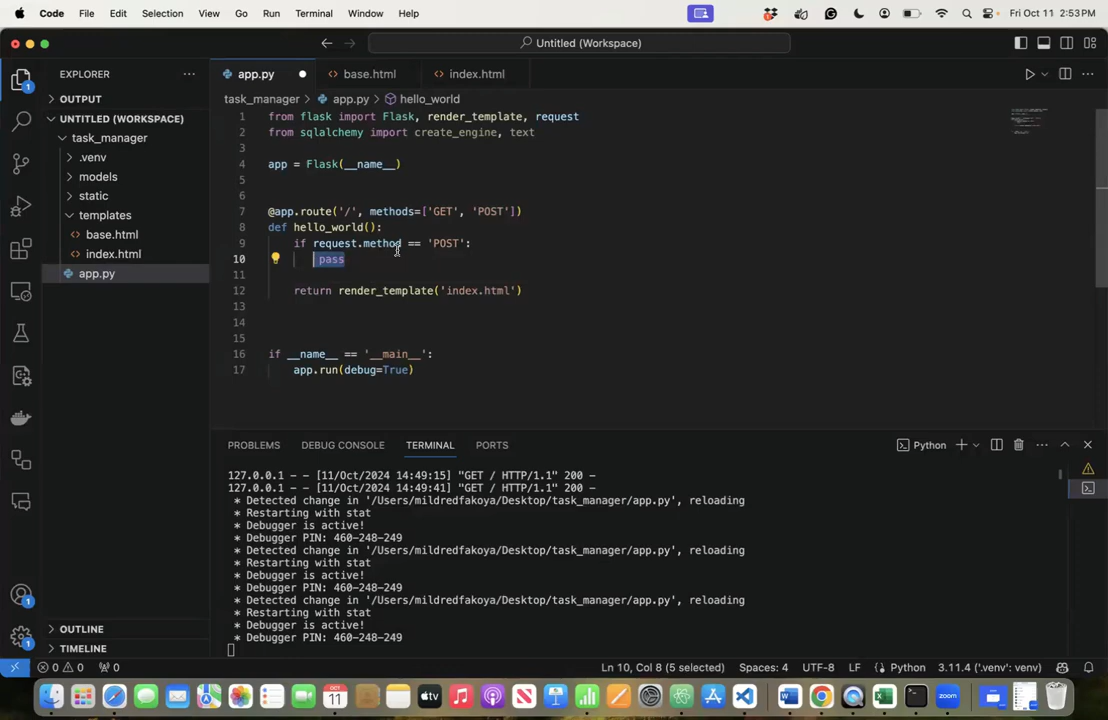 Code File Edit Selection View Go Run Terminal Window Help Fri Oct 11 2:53 PM
Untitled (Workspace)
EXPLORER
app.py base.html index.html
OUTPUT
task_manager > app.py > hello_world
UNTITLED (WORKSPACE)
task_manager
.venv
models
static
templates
base.html
index.html
app.py
1 from flask import Flask, render_template, request
2 from sqlalchemy import create_engine, text
3
4 app = Flask(__name__)
5
6
7 @app.route('/', methods=['GET', 'POST'])
8 def hello_world():
9 if request.method == 'POST':
10 pass
11
12 return render_template('index.html')
13
14
15
16 if __name__ == '__main__':
17 app.run(debug=True)
PROBLEMS DEBUG CONSOLE TERMINAL PORTS Python
127.0.0.1 - - [11/Oct/2024 14:49:15] "GET / HTTP/1.1" 200 -
127.0.0.1 - - [11/Oct/2024 14:49:41] "GET / HTTP/1.1" 200 -
* Detected change in '/Users/mildredfakoya/Desktop/task_manager/app.py', reloading
* Restarting with stat
* Debugger is active!
* Debugger PIN: 460-248-249
* Detected change in '/Users/mildredfakoya/Desktop/task_manager/app.py', reloading
* Restarting with stat
* Debugger is active!
* Debugger PIN: 460-248-249
* Detected change in '/Users/mildredfakoya/Desktop/task_manager/app.py', reloading
* Restarting with stat
* Debugger is active!
* Debugger PIN: 460-248-249
OUTLINE
TIMELINE
0 0 0 Ln 10, Col 8 (5 selected) Spaces: 4 UTF-8 LF Python 3.11.4 ('.venv': venv)